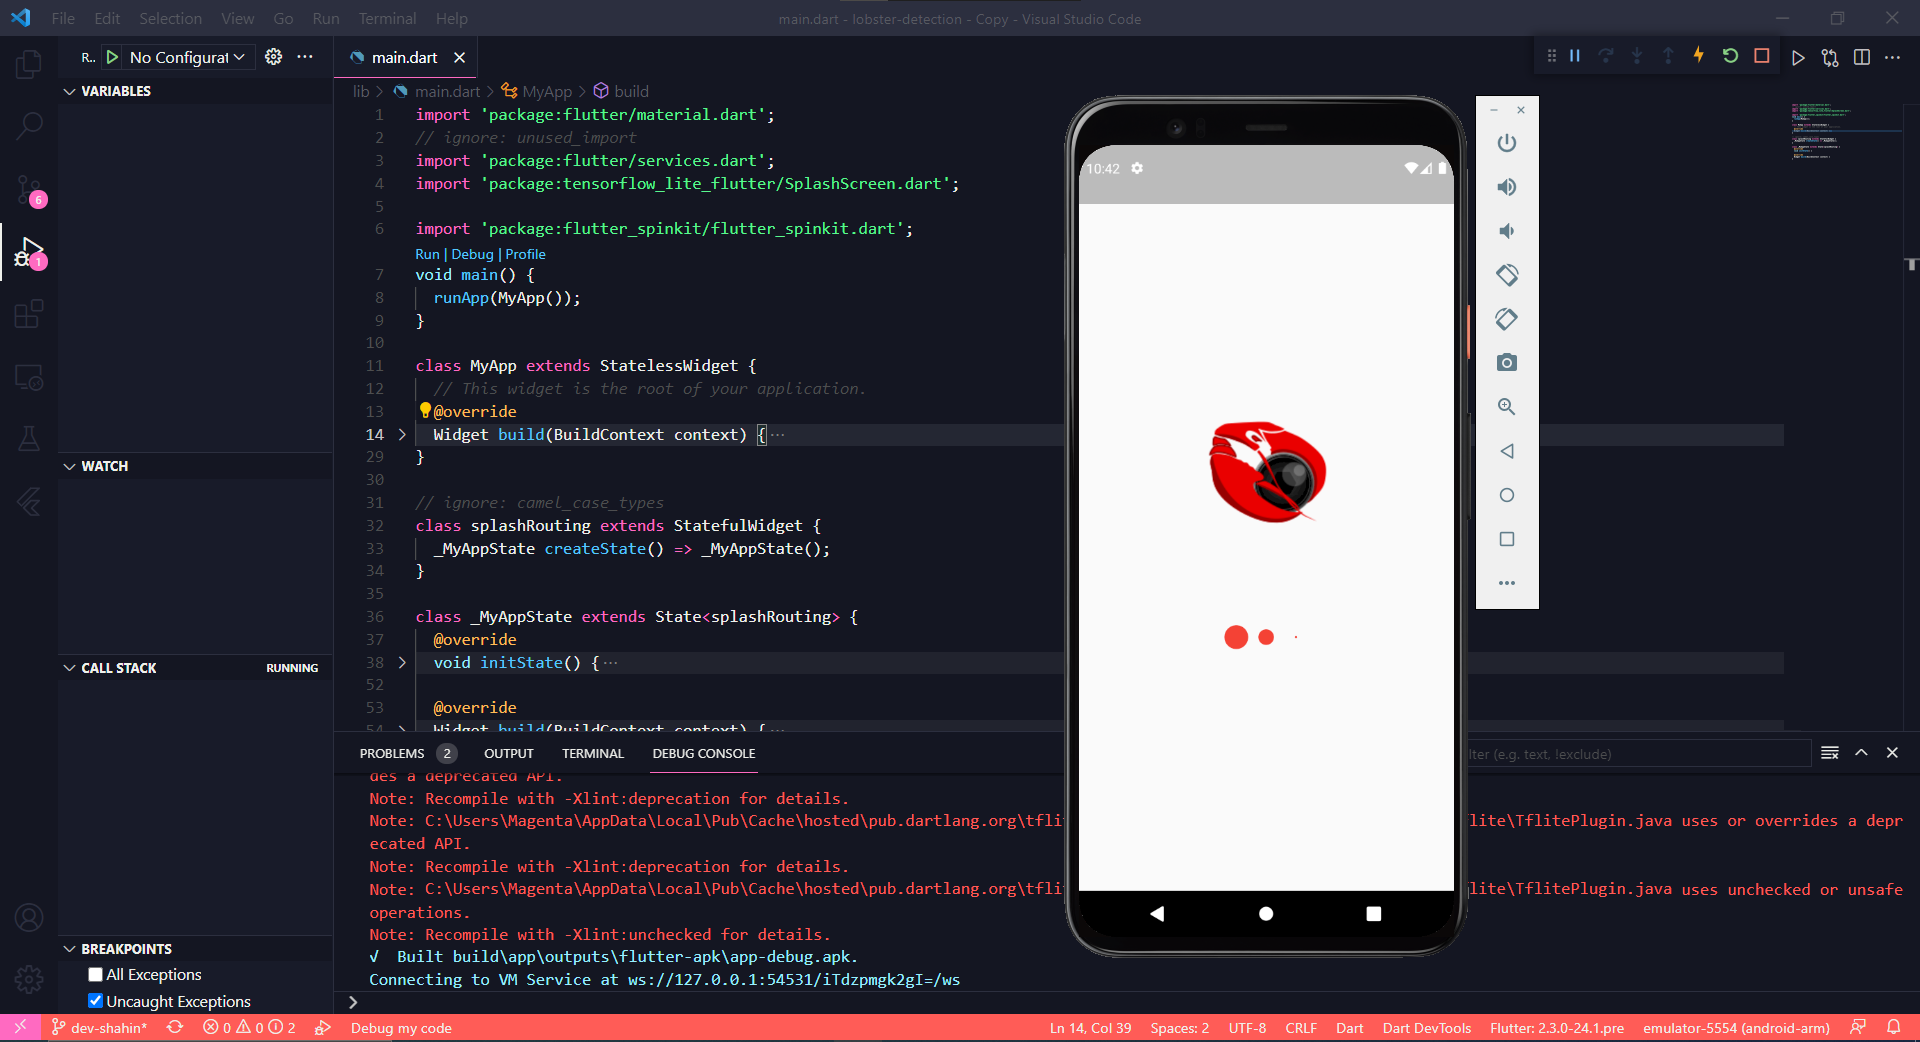 File Edit Selection View Go Run Terminal Help
main.dart - lobster-detection - Copy - Visual Studio Code
R.. No Configurat
main.dart
VARIABLES
lib > main.dart > MyApp > build
1 import 'package:flutter/material.dart';
2 // ignore: unused_import
3 import 'package:flutter/services.dart';
4 import 'package:tensorflow_lite_flutter/SplashScreen.dart';
5
6 import 'package:flutter_spinkit/flutter_spinkit.dart';
Run | Debug | Profile
7 void main() {
8 runApp(MyApp());
9 }
10
11 class MyApp extends StatelessWidget {
12 // This widget is the root of your application.
13 @override
14 Widget build(BuildContext context) {···
29 }
30
31 // ignore: camel_case_types
32 class splashRouting extends StatefulWidget {
33 _MyAppState createState() => _MyAppState();
34 }
35
36 class _MyAppState extends State<splashRouting> {
37 @override
38 void initState() {···
52
53 @override
54 Widget build(BuildContext context) {···
6
1
WATCH
CALL STACK RUNNING
BREAKPOINTS
All Exceptions
Uncaught Exceptions
10:42
PROBLEMS 2 OUTPUT TERMINAL DEBUG CONSOLE
lter (e.g. text, !exclude)
des a deprecated API.
Note: Recompile with -Xlint:deprecation for details.
Note: C:\Users\Magenta\AppData\Local\Pub\Cache\hosted\pub.dartlang.org\tfli lite\TflitePlugin.java uses or overrides a depr
ecated API.
Note: Recompile with -Xlint:deprecation for details.
Note: C:\Users\Magenta\AppData\Local\Pub\Cache\hosted\pub.dartlang.org\tfli lite\TflitePlugin.java uses unchecked or unsafe
operations.
Note: Recompile with -Xlint:unchecked for details.
√ Built build\app\outputs\flutter-apk\app-debug.apk.
Connecting to VM Service at ws://127.0.0.1:54531/iTdzpmgk2gI=/ws
dev-shahin* 0 0 2 Debug my code
Ln 14, Col 39 Spaces: 2 UTF-8 CRLF Dart Dart DevTools Flutter: 2.3.0-24.1.pre emulator-5554 (android-arm)